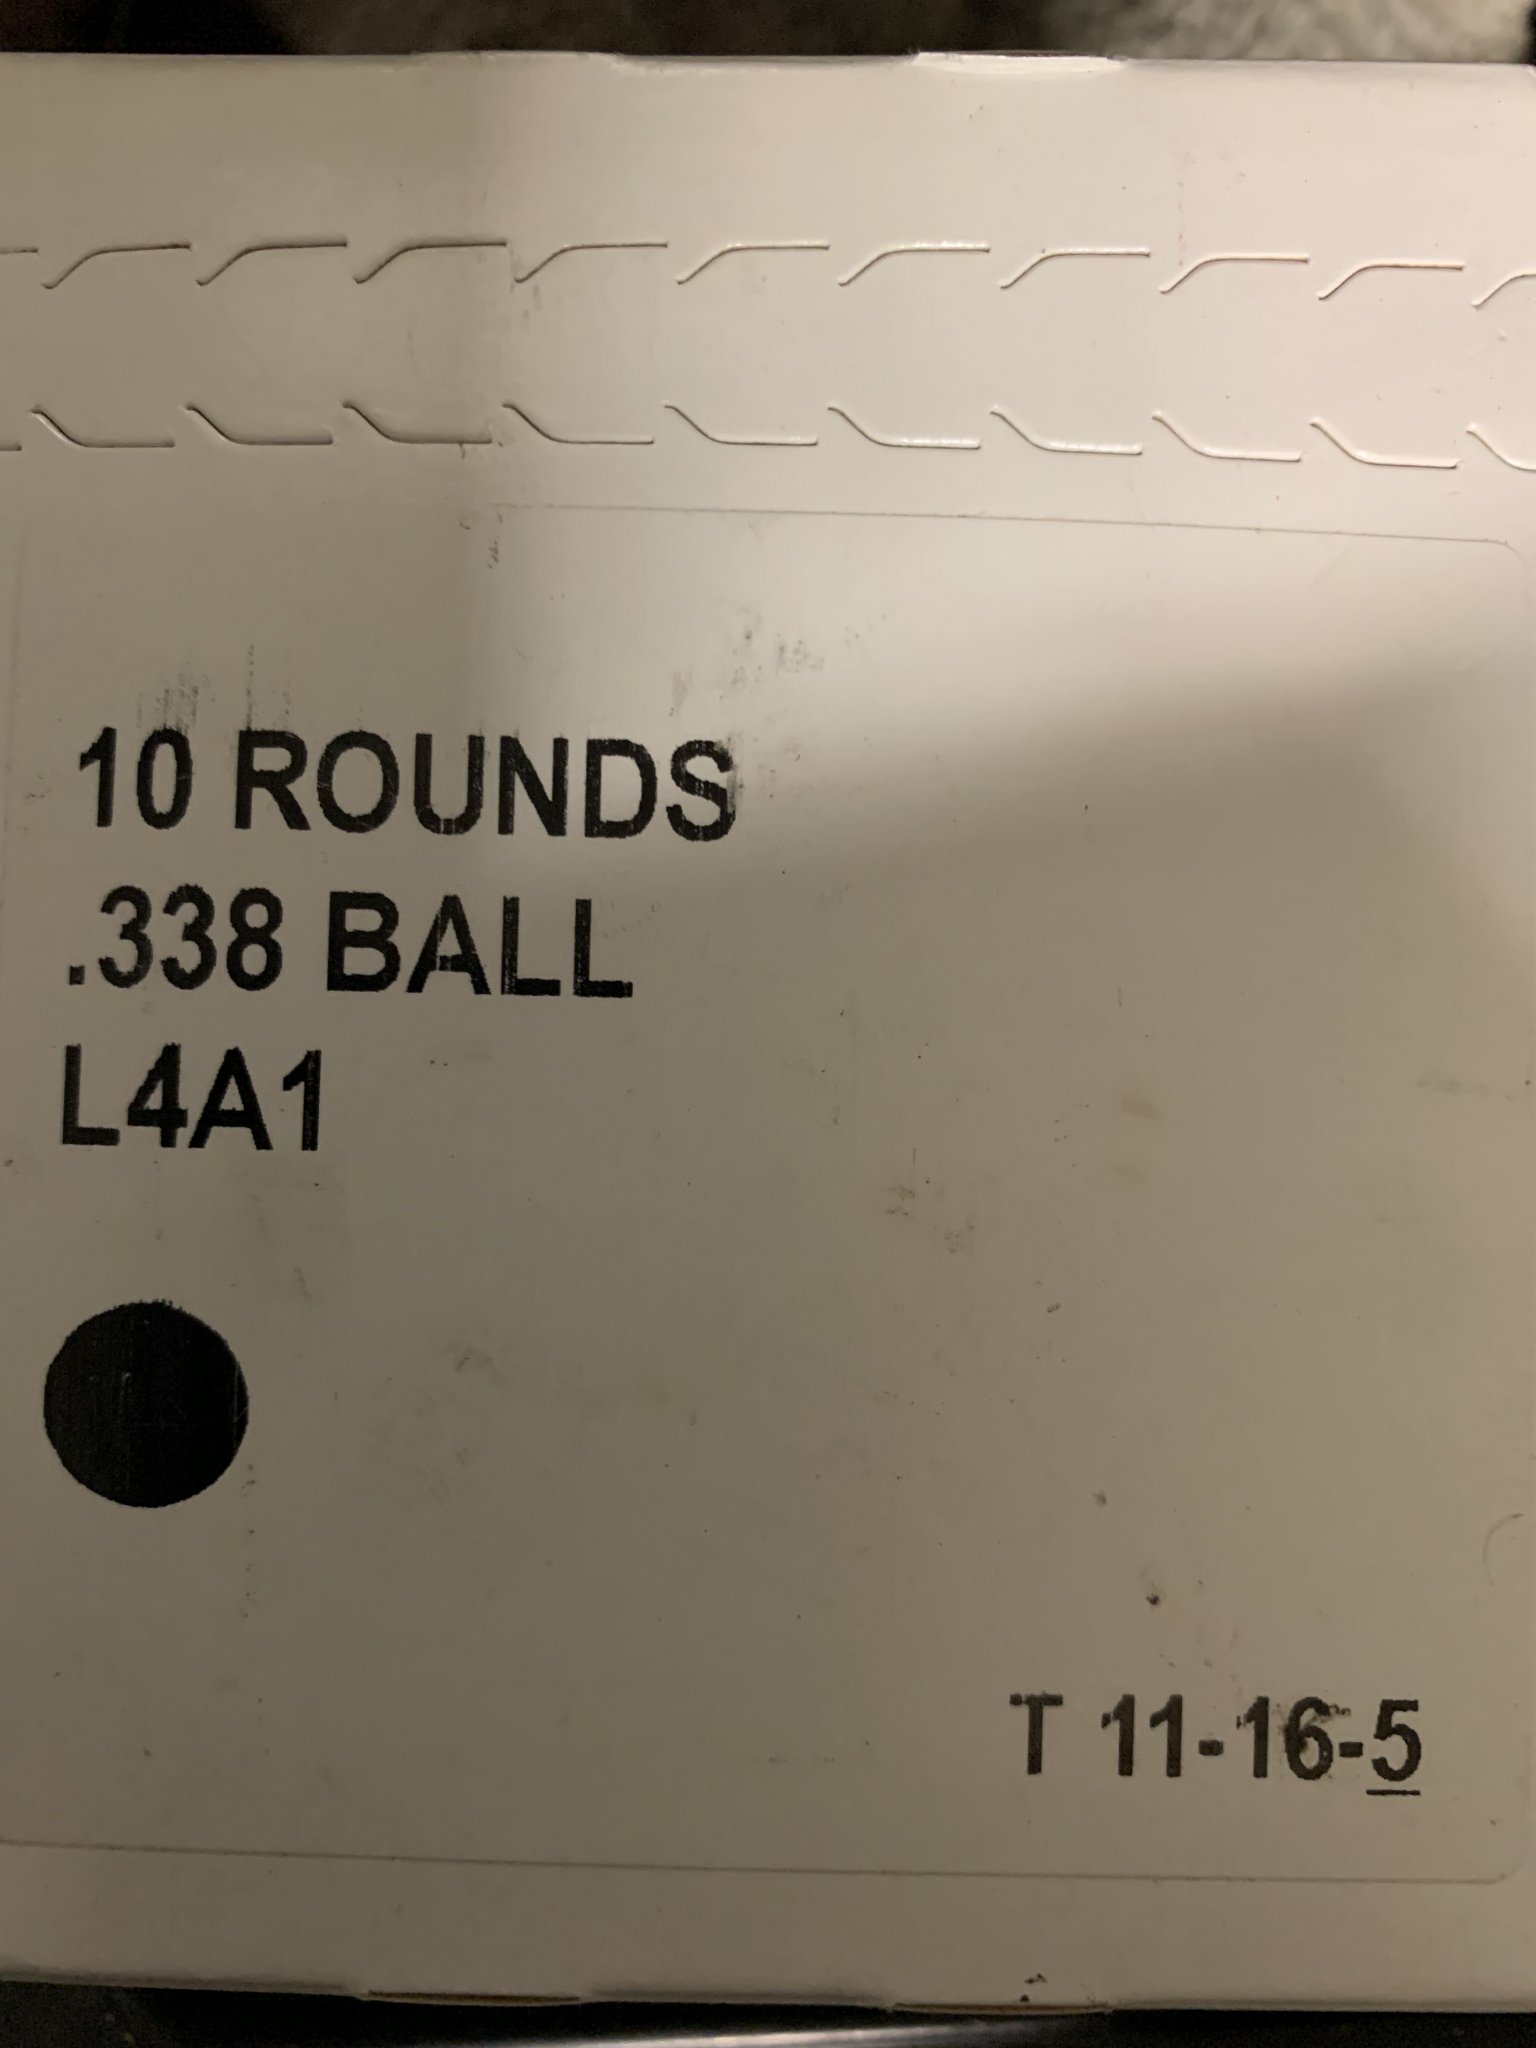 10 ROUNDS
.338 BALL
L4A1
T 11-16-5